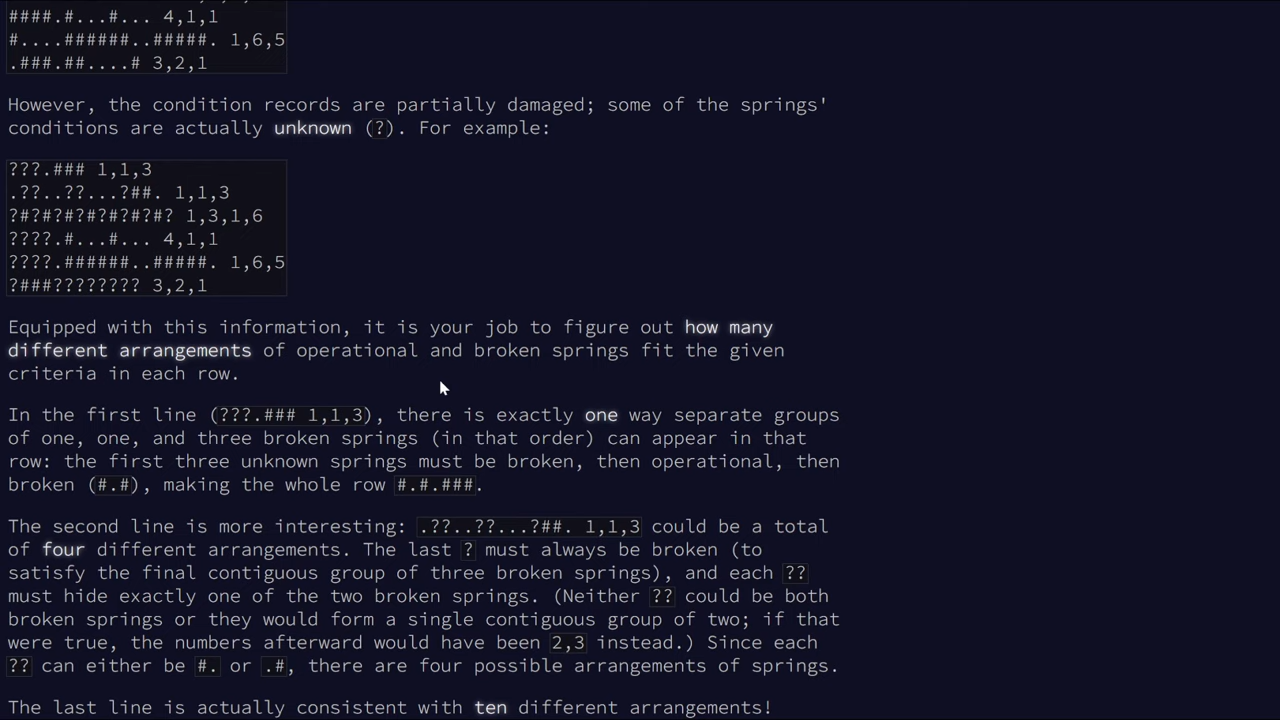 ####.#...#... 4,1,1
#....######..#####. 1,6,5
.###.##....# 3,2,1
However, the condition records are partially damaged; some of the springs'
conditions are actually unknown (?). For example:
???.### 1,1,3
.??..??...?##. 1,1,3
?#?#?#?#?#?#?#? 1,3,1,6
????.#...#... 4,1,1
????.######..#####. 1,6,5
?###???????? 3,2,1
Equipped with this information, it is your job to figure out how many
different arrangements of operational and broken springs fit the given
criteria in each row.
In the first line (???.### 1,1,3), there is exactly one way separate groups
of one, one, and three broken springs (in that order) can appear in that
row: the first three unknown springs must be broken, then operational, then
broken (#.#), making the whole row #.#.###.
The second line is more interesting: .??..??...?##. 1,1,3 could be a total
of four different arrangements. The last ? must always be broken (to
satisfy the final contiguous group of three broken springs), and each ??
must hide exactly one of the two broken springs. (Neither ?? could be both
broken springs or they would form a single contiguous group of two; if that
were true, the numbers afterward would have been 2,3 instead.) Since each
?? can either be #. or .#, there are four possible arrangements of springs.
The last line is actually consistent with ten different arrangements!